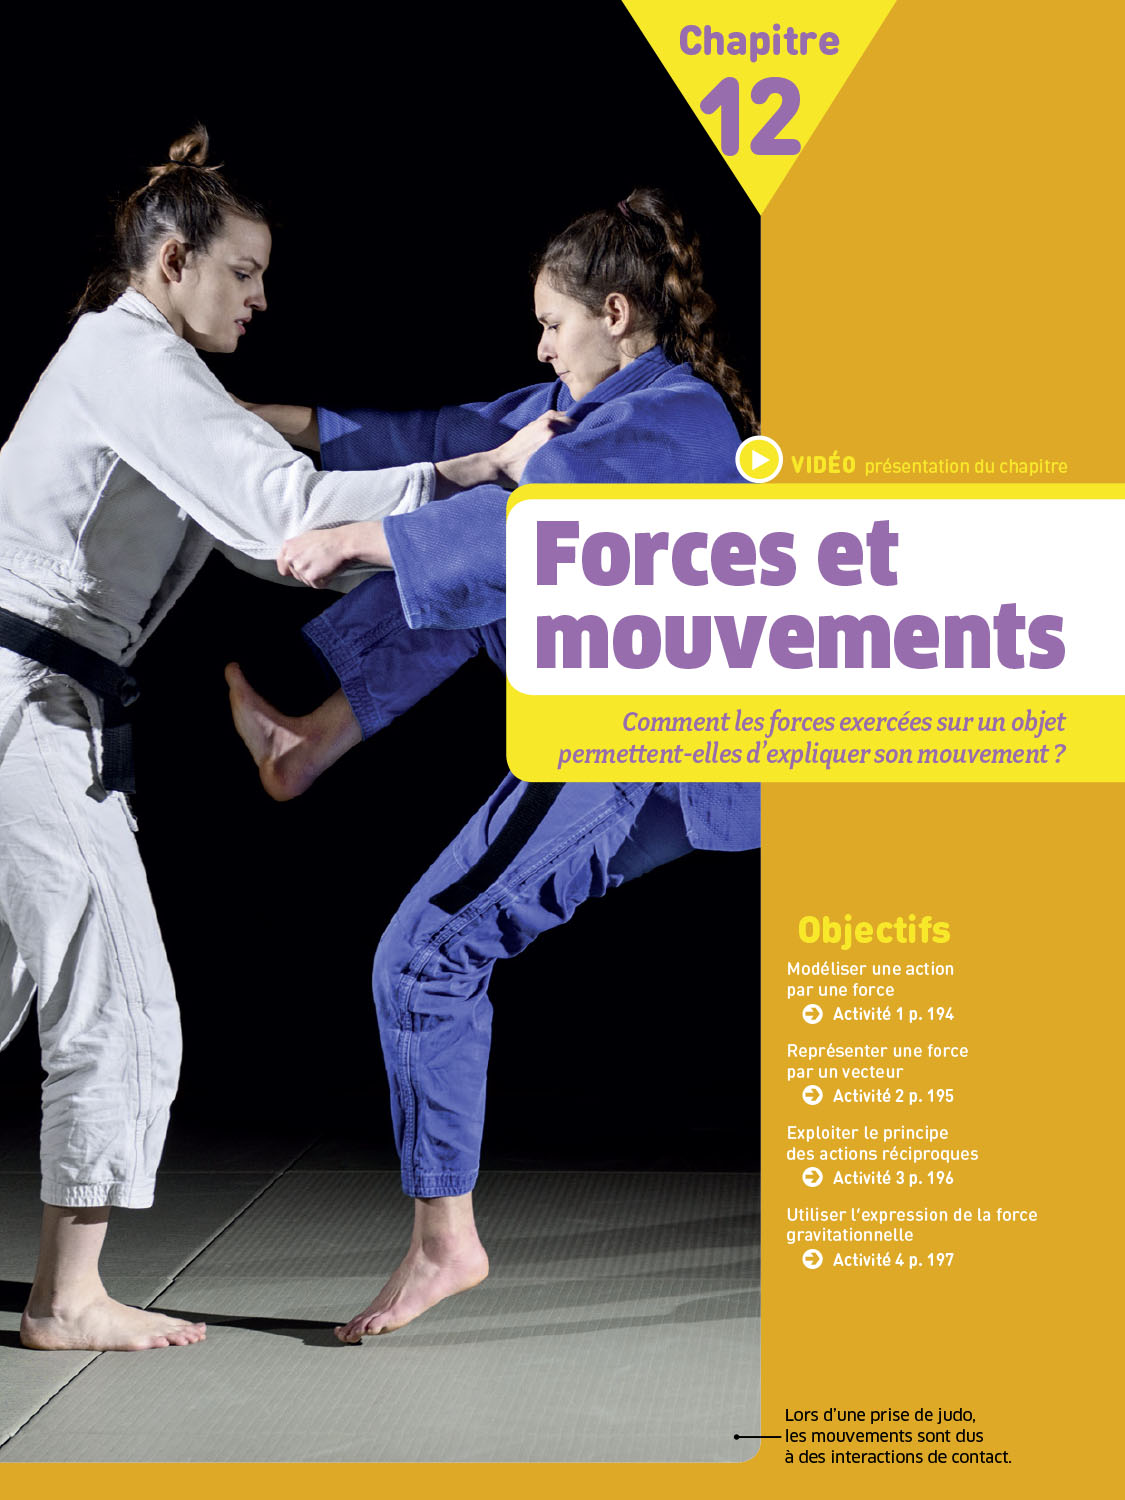 Chapitre
12
VIDÉO présentation du chapitre
Forces et
mouvements
Comment les forces exercées sur un objet
permettent-elles d’expliquer son mouvement ?
Objectifs
Modéliser une action
par une force
Activité 1 p. 194
Représenter une force
par un vecteur
Activité 2 p. 195
Exploiter le principe
des actions réciproques
Activité 3 p. 196
Utiliser l’expression de la force
gravitationnelle
Activité 4 p. 197
Lors d’une prise de judo,
les mouvements sont dus
à des interactions de contact.